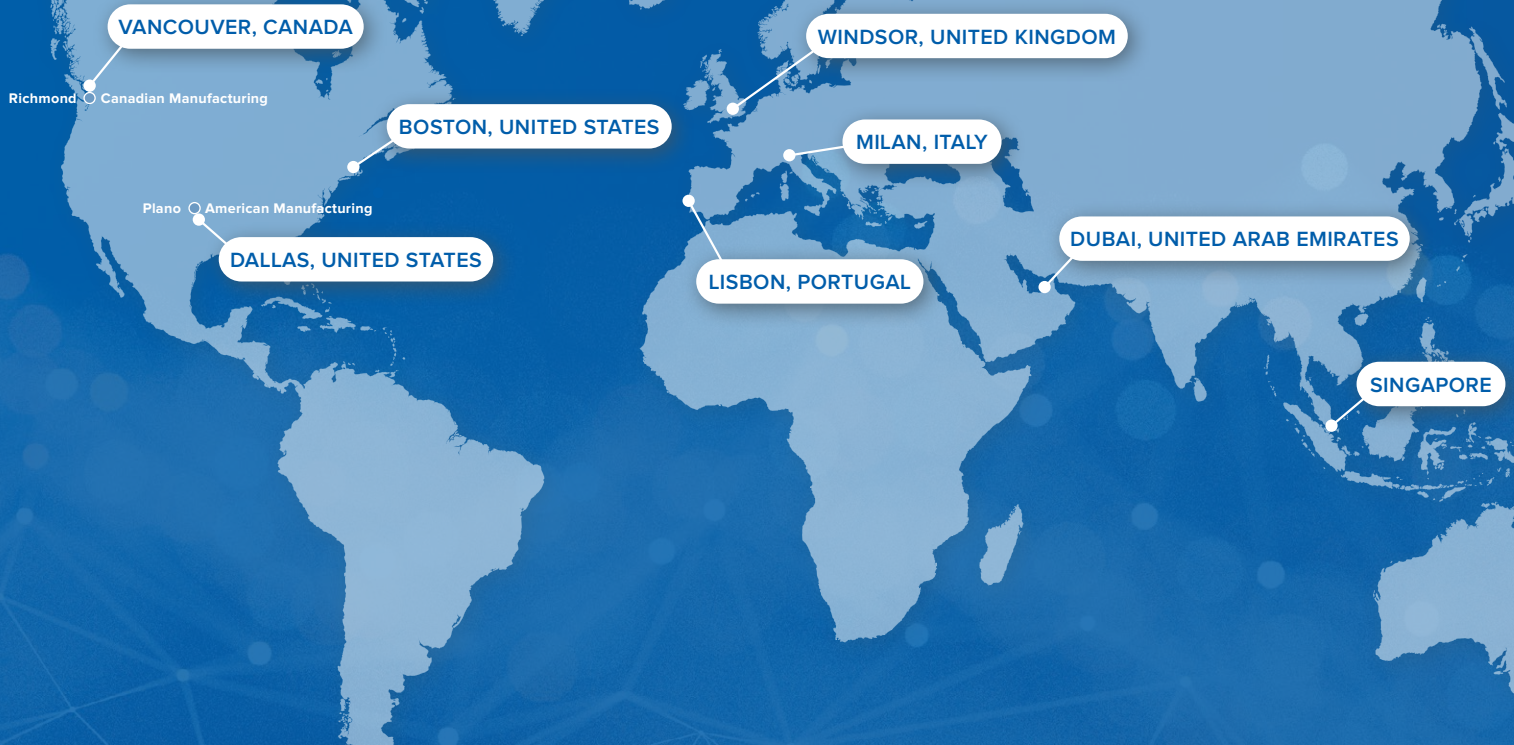 VANCOUVER, CANADA
WINDSOR, UNITED KINGDOM
Richmond Canadian Manufacturing
BOSTON, UNITED STATES
MILAN, ITALY
Plano American Manufacturing
DUBAI, UNITED ARAB EMIRATES
DALLAS, UNITED STATES
LISBON, PORTUGAL
SINGAPORE